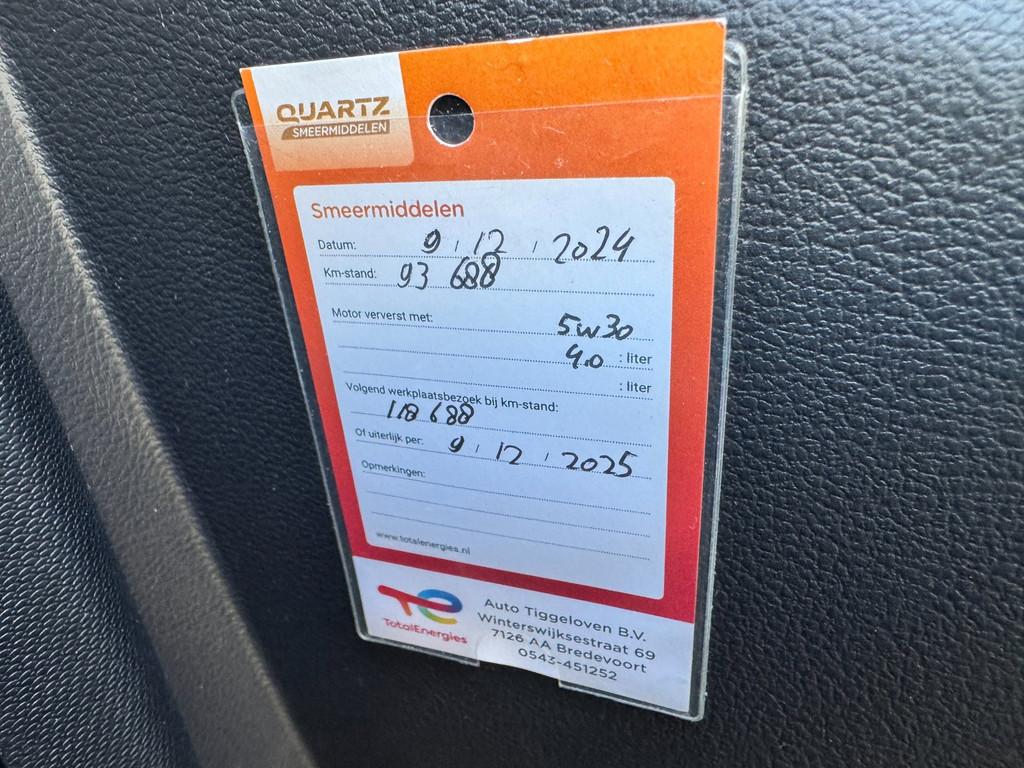 QUARTZ
SMEERMIDDELEN
Smeermiddelen
Datum: 9 / 12 / 2024
Km-stand: 93 688
Motor ververst met: 5w30
4.0 : liter
: liter
Volgend werkplaatsbezoek bij km-stand:
118 688
Of uiterlijk per: 9 / 12 / 2025
Opmerkingen:
www.totalenergies.nl
TotalEnergies
Auto Tiggeloven B.V.
Winterswijksestraat 69
7126 AA Bredevoort
0543-451252